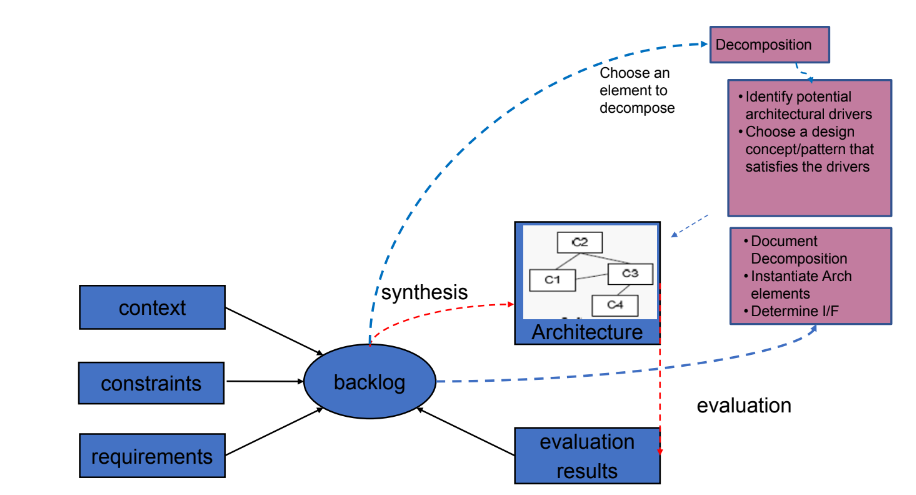 Decomposition
Choose an
element to
decompose
• Identify potential
architectural drivers
• Choose a design
concept/pattern that
satisfies the drivers
• Document
Decomposition
• Instantiate Arch
elements
• Determine I/F
C2
C1
C3
C4
Architecture
synthesis
context
constraints
backlog
requirements
evaluation
evaluation
results